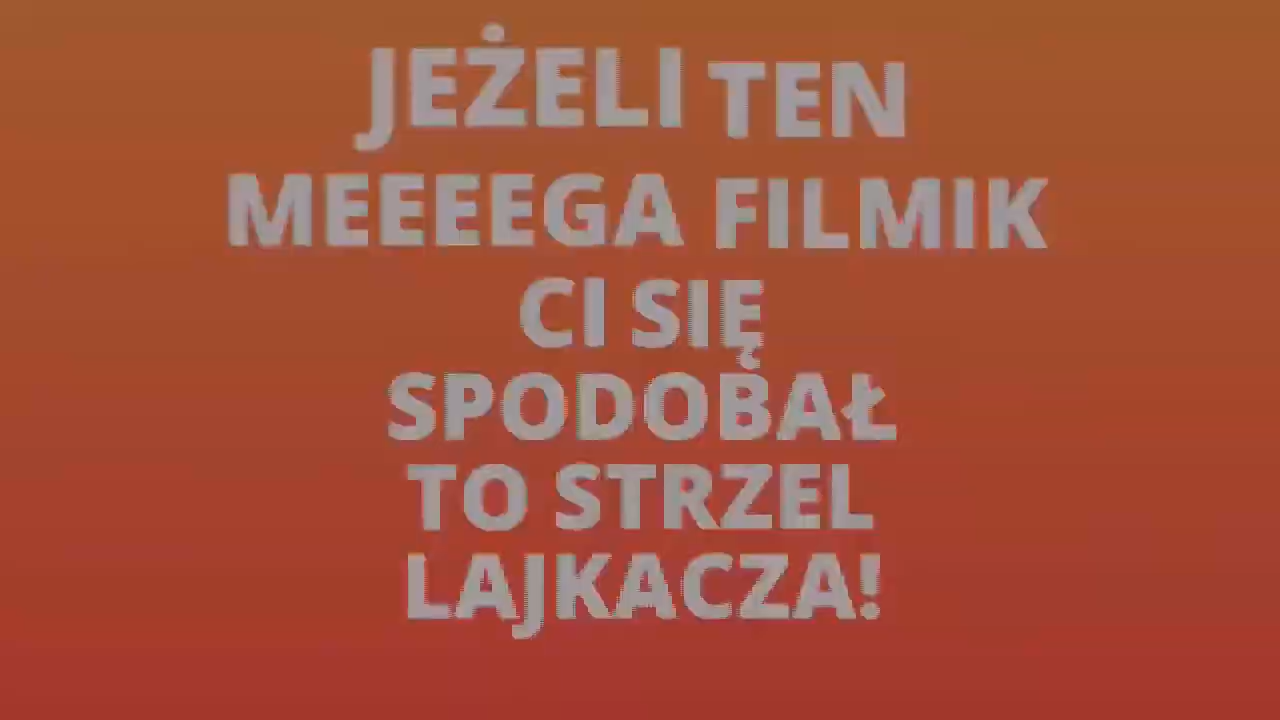 JEŻELI TEN
MEEEEGA FILMIK
CI SIĘ
SPODOBAŁ
TO STRZEL
LAJKACZA!